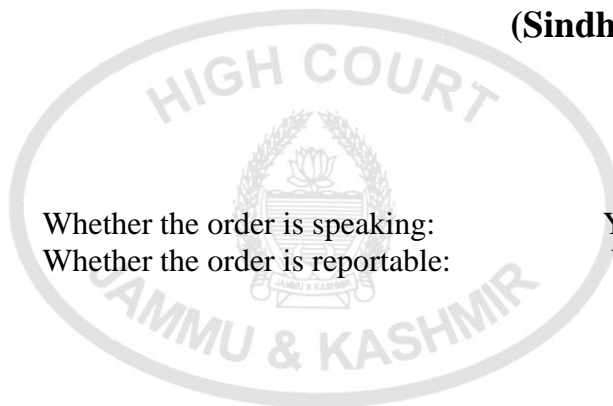 (Sindh
HIGH COURT
Whether the order is speaking: Y
Whether the order is reportable:
JAMMU & KASHMIR